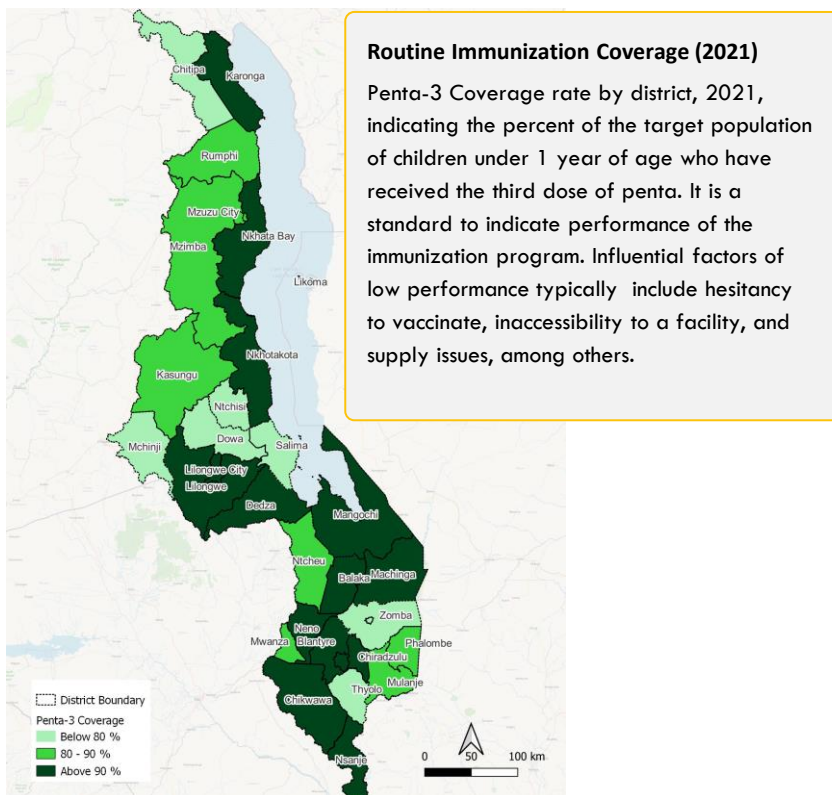 Routine Immunization Coverage (2021)
Penta-3 Coverage rate by district, 2021,
indicating the percent of the target population
of children under 1 year of age who have
received the third dose of penta. It is a
standard to indicate performance of the
immunization program. Influential factors of
low performance typically include hesitancy
to vaccinate, inaccessibility to a facility, and
supply issues, among others.
Chitipa
Karonga
Rumphi
Mzuzu City
Mzimba
Nkhata Bay
Likoma
Nkhotakota
Kasungu
Ntchisi
Dowa
Mchinji
Salima
Lilongwe City
Lilongwe
Dedza
Mangochi
Ntcheu
Balaka
Machinga
Zomba
Neno
Mwanza
Blantyre
Phalombe
Chiradzulu
Mulanje
Thyolo
Chikwawa
Nsanje
District Boundary
Penta-3 Coverage
Below 80 %
80 - 90 %
Above 90 %
0 50 100 km